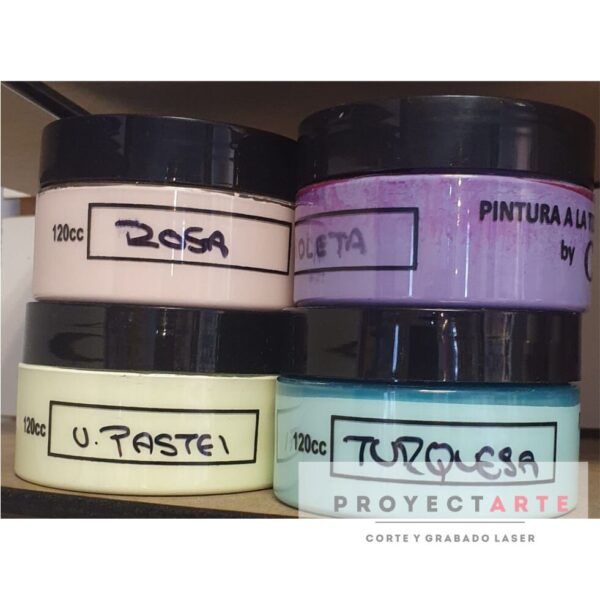 120cc
ROSA
OLETA
PINTURA A LA T
by
120cc
V. PASTEl
120cc
TURQUESA
PROYECTARTE
CORTE Y GRABADO LASER